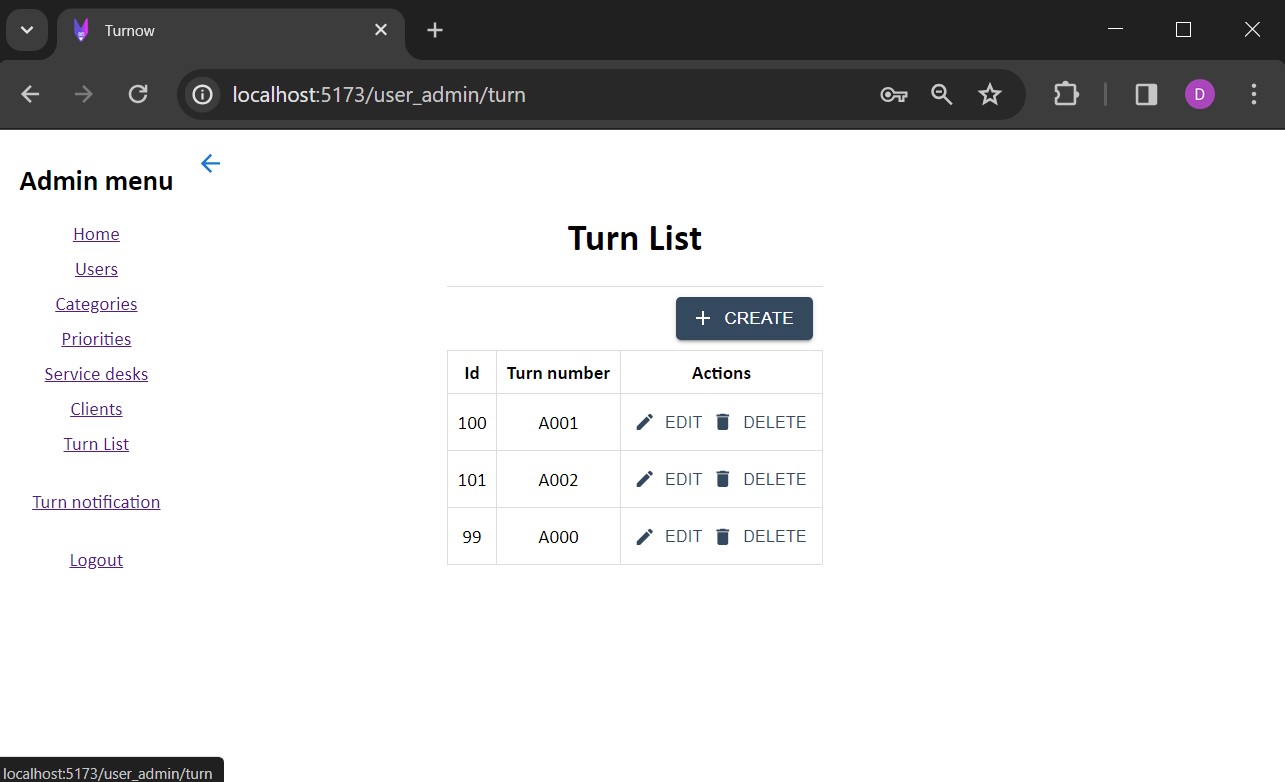 Turnow
localhost:5173/user_admin/turn
D
Admin menu
Home
Users
Categories
Priorities
Service desks
Clients
Turn List
Turn notification
Logout
Turn List
CREATE
Id Turn number Actions
100 A001 EDIT DELETE
101 A002 EDIT DELETE
99 A000 EDIT DELETE
localhost:5173/user_admin/turn